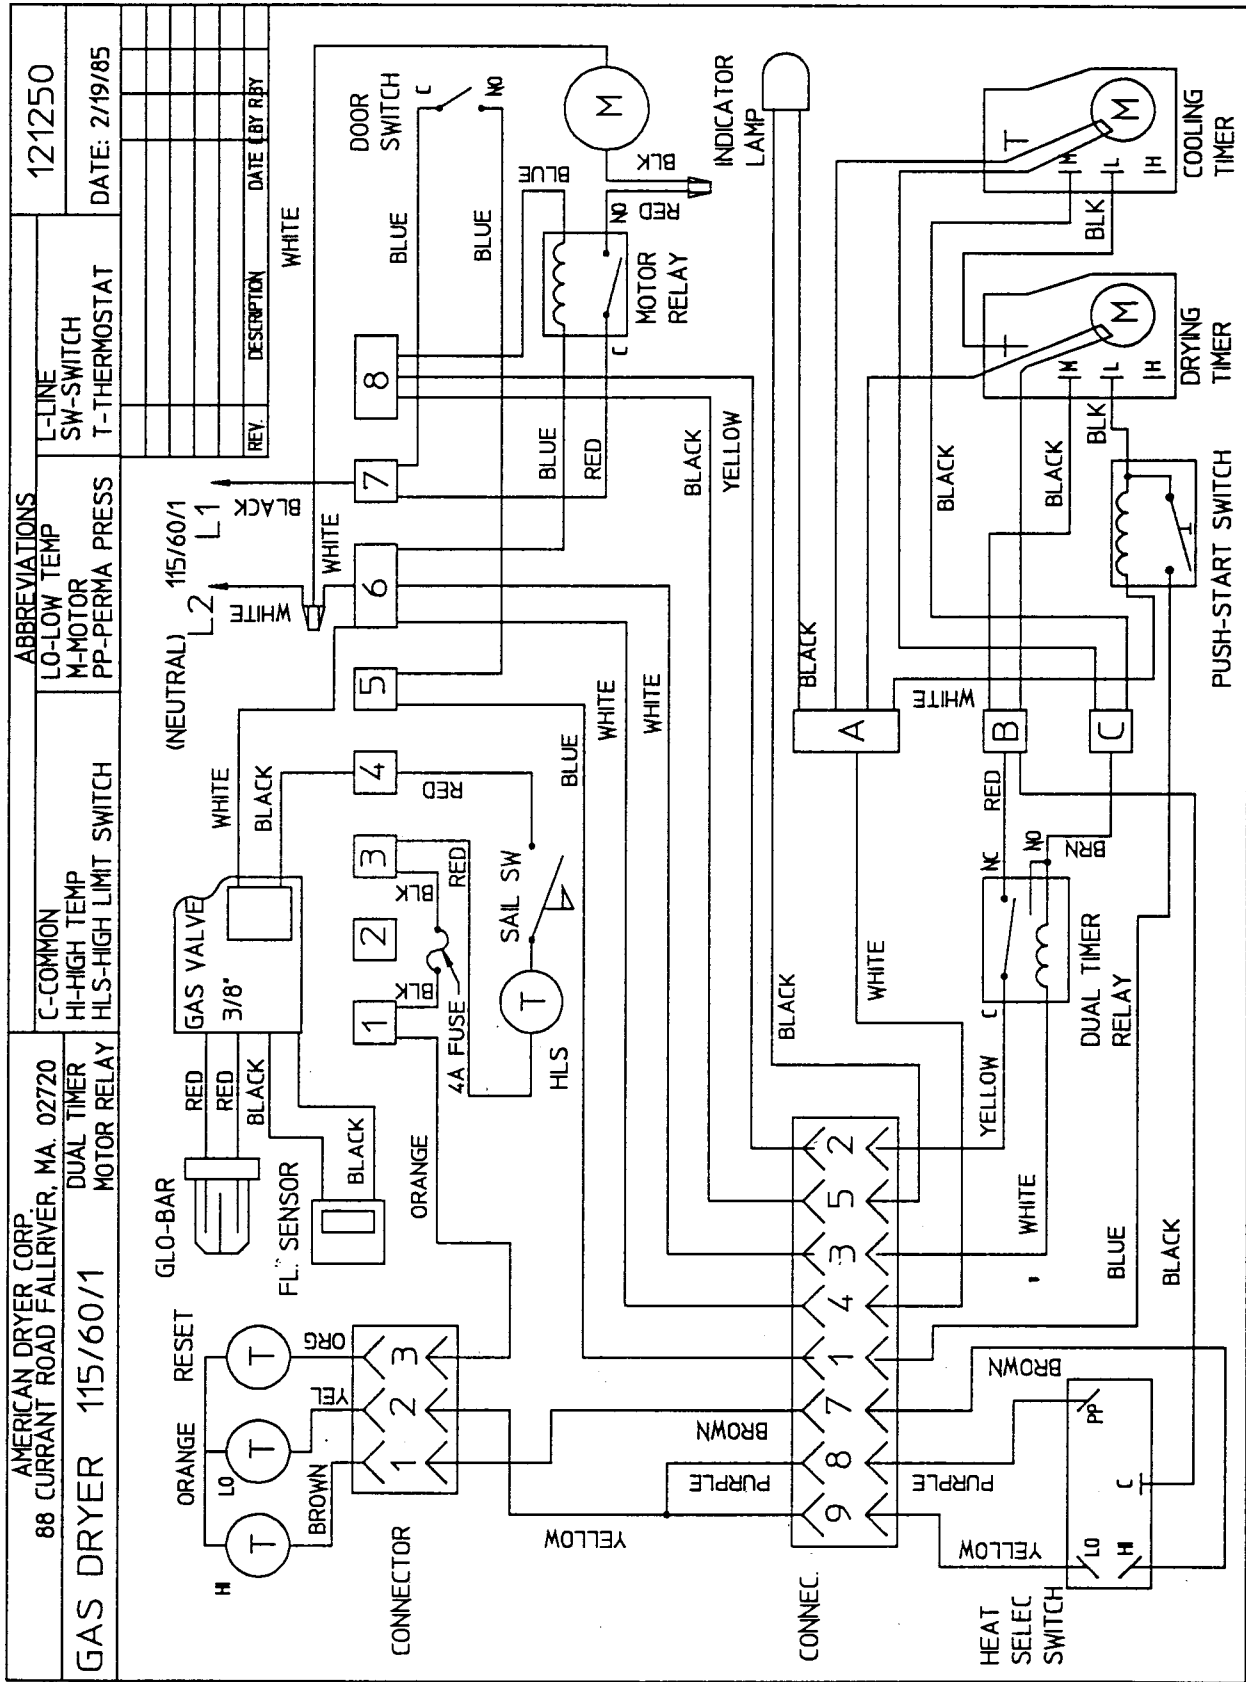 AMERICAN DRYER CORP.
88 CURRANT ROAD FALLRIVER, MA. 02720
GAS DRYER 115/60/1
DUAL TIMER
MOTOR RELAY
ABBREVIATIONS
C-COMMON
HI-HIGH TEMP
HLS-HIGH LIMIT SWITCH
LO-LOW TEMP
M-MOTOR
PP-PERMA PRESS
L-LINE
SW-SWITCH
T-THERMOSTAT
121250
DATE: 2/19/85
REV.
DESCRIPTION
DATE
C BY
R BY
(NEUTRAL)
L2
115/60/1
L1
WHITE
BLACK
WHITE
WHITE
GLO-BAR
RED
RED
BLACK
GAS VALVE
3/8"
WHITE
BLACK
FL. SENSOR
BLACK
ORANGE
RESET
HI
T
LO
T
T
BROWN
YEL
ORG
CONNECTOR
1
2
3
ORANGE
1
2
3
4
5
6
7
8
BLK
BLK
4A FUSE
RED
RED
SAIL SW
T
HLS
BLUE
WHITE
WHITE
BLUE
RED
BLACK
YELLOW
BLUE
BLUE
DOOR
SWITCH
C
NO
M
BLUE
BLK
RED
NO
C
MOTOR
RELAY
INDICATOR
LAMP
YELLOW
PURPLE
BROWN
CONNEC.
9
8
7
1
4
3
5
2
BLACK
WHITE
BLACK
A
WHITE
B
C
RED
BRN
NC
NO
C
DUAL TIMER
RELAY
YELLOW
WHITE
BLUE
BLACK
YELLOW
PURPLE
BROWN
HEAT
SELEC
SWITCH
LO
HI
C
PP
BLACK
BLACK
BLK
BLK
PUSH-START SWITCH
T
M
L
H
M
DRYING
TIMER
T
M
L
H
M
COOLING
TIMER